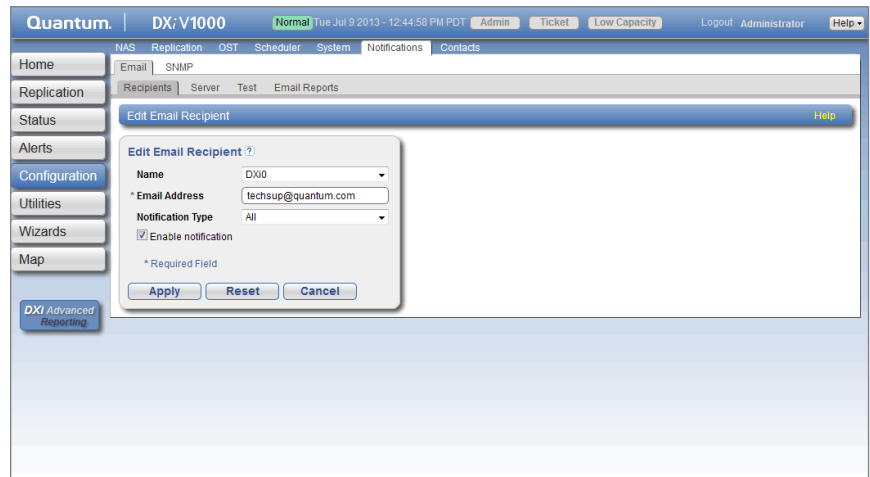 Quantum. DXi V1000 Normal Tue Jul 9 2013 - 12:44:58 PM PDT Admin Ticket Low Capacity Logout Administrator Help
NAS Replication OST Scheduler System Notifications Contacts
Home
Email SNMP
Replication
Recipients Server Test Email Reports
Status
Edit Email Recipient Help
Alerts
Edit Email Recipient ?
Configuration
Name DXi0
* Email Address techsup@quantum.com
Utilities
Notification Type All
Wizards
Enable notification
Map
* Required Field
Apply Reset Cancel
DXi Advanced
Reporting